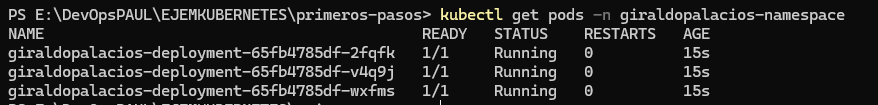 PS E:\DevOpsPAUL\EJEMKUBERNETES\primeros-pasos> kubectl get pods -n giraldopalacios-namespace
NAME READY STATUS RESTARTS AGE
giraldopalacios-deployment-65fb4785df-2fqfk 1/1 Running 0 15s
giraldopalacios-deployment-65fb4785df-v4q9j 1/1 Running 0 15s
giraldopalacios-deployment-65fb4785df-wxfms 1/1 Running 0 15s